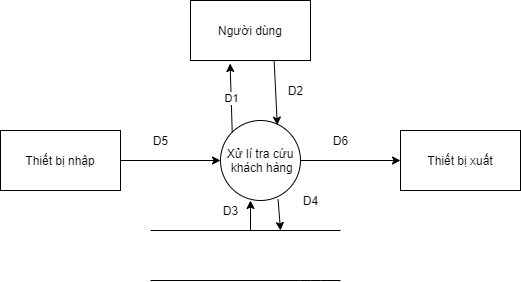 Người dùng
D1
D2
D5
D6
Thiết bị nhập
Xử lí tra cứu
khách hàng
Thiết bị xuất
D3
D4